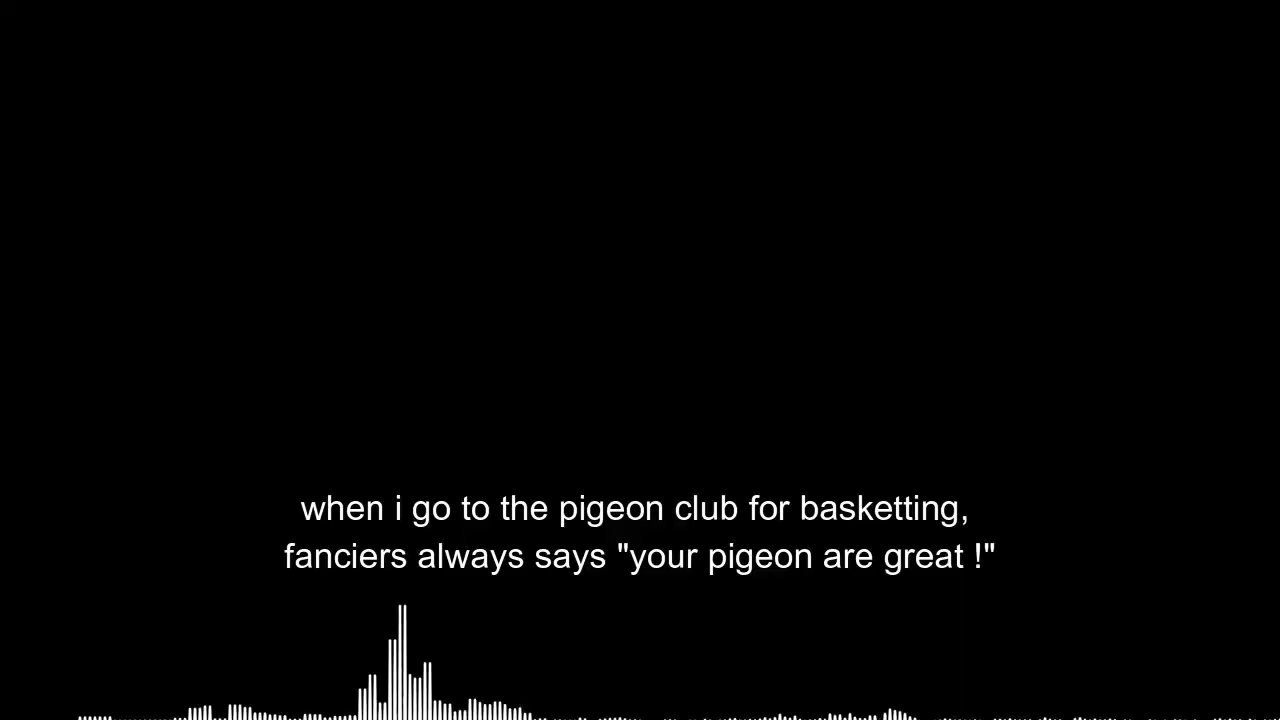 when i go to the pigeon club for basketting,
fanciers always says "your pigeon are great !"